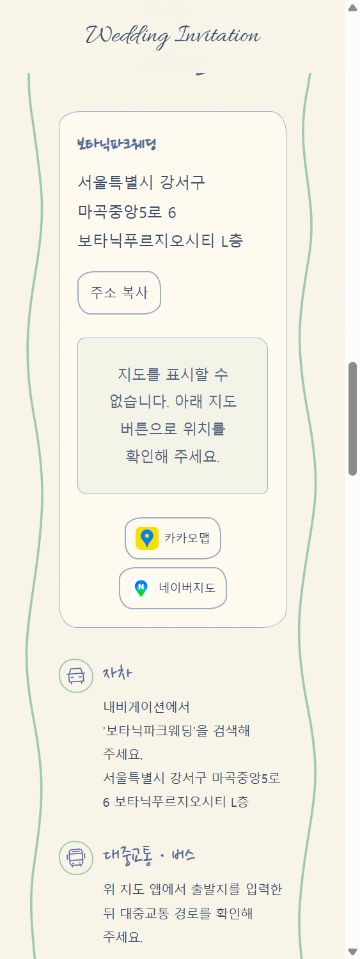 Wedding Invitation
보타닉파크웨딩
서울특별시 강서구
마곡중앙5로 6
보타닉푸르지오시티 L층
주소 복사
지도를 표시할 수
없습니다. 아래 지도
버튼으로 위치를
확인해 주세요.
카카오맵
N 네이버지도
자차
내비게이션에서
'보타닉파크웨딩'을 검색해
주세요.
서울특별시 강서구 마곡중앙5로
6 보타닉푸르지오시티 L층
대중교통 · 버스
위 지도 앱에서 출발지를 입력한
뒤 대중교통 경로를 확인해
주세요.